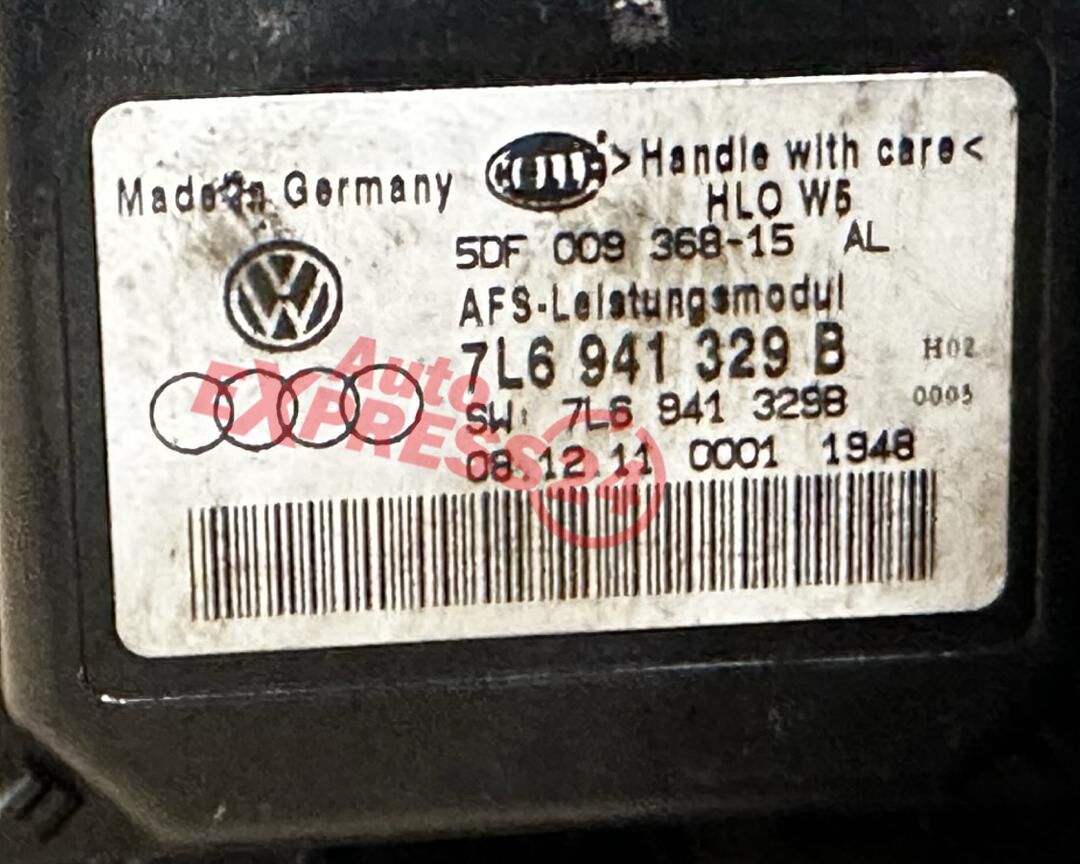 Made in Germany
HELLA
>Handle with care<
HLO W5
5DF 009 368-15 AL
AFS-Leistungsmodul
7L6 941 329 B
H02
SW: 7L6 941 329B
0005
08.12.11 0001 1948
Auto
EXPRESS24